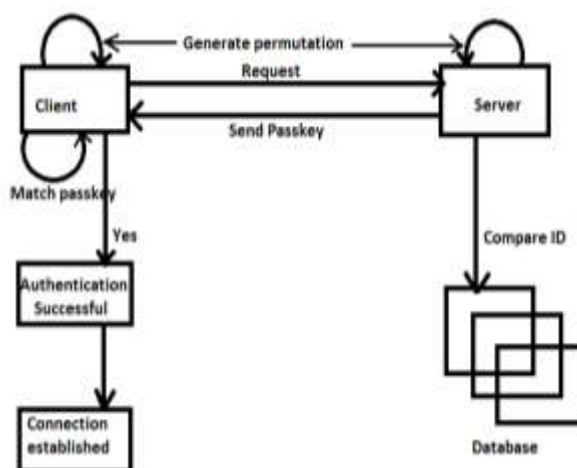 Generate permutation
Request
Client
Server
Send Passkey
Match passkey
Yes
Compare ID
Authentication
Successful
Connection
established
Database